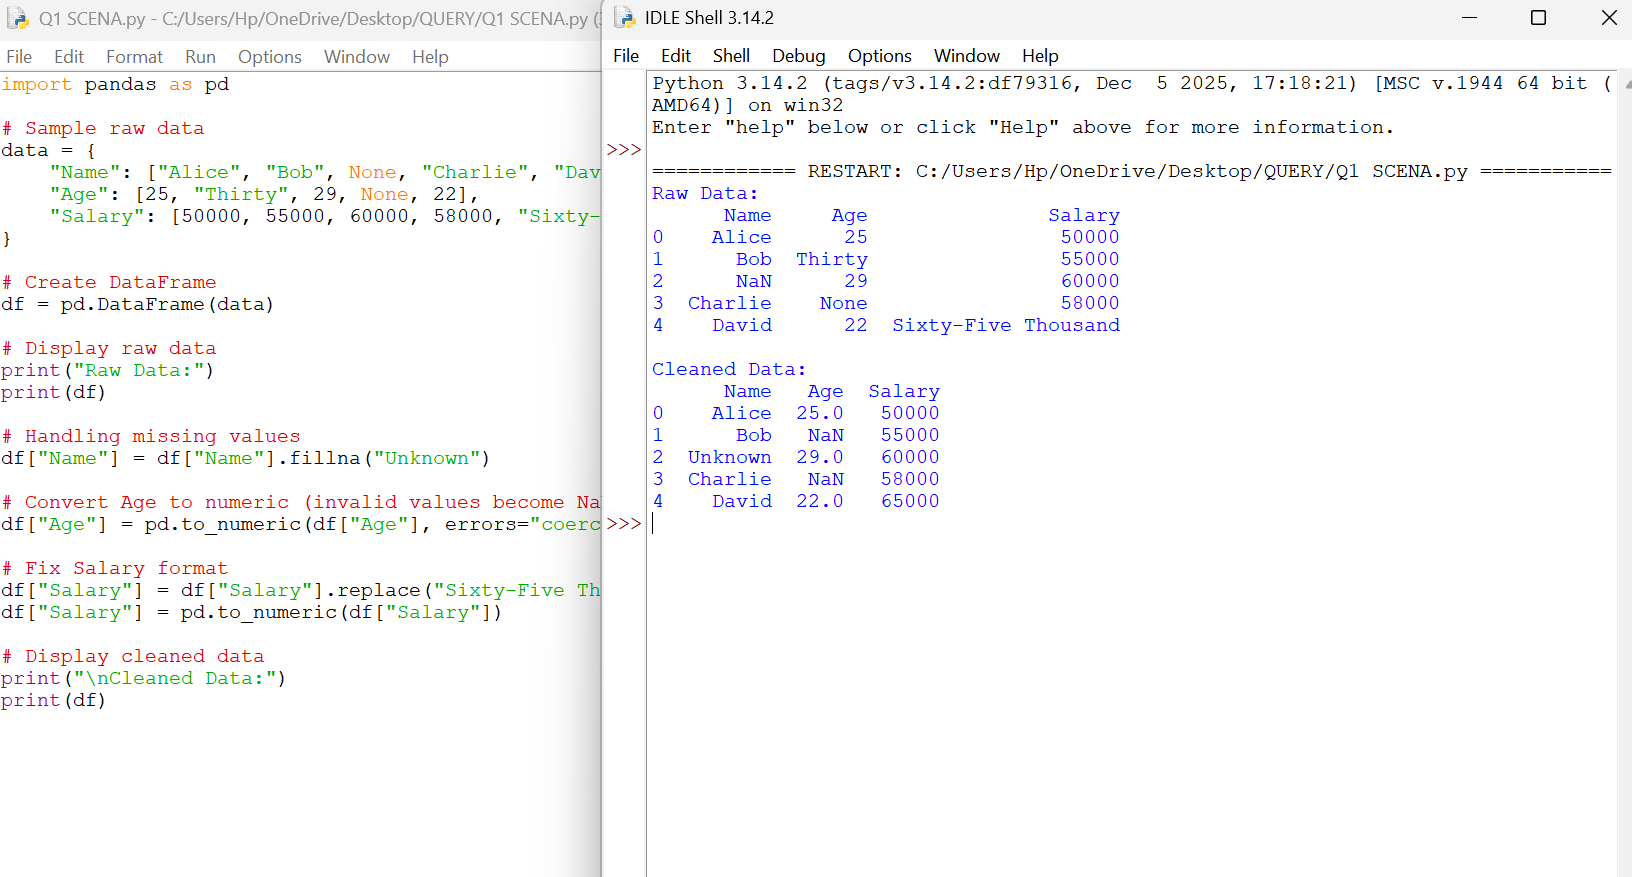 Q1 SCENA.py - C:/Users/Hp/OneDrive/Desktop/QUERY/Q1 SCENA.py
File Edit Format Run Options Window Help
import pandas as pd
# Sample raw data
data = {
    "Name": ["Alice", "Bob", None, "Charlie", "Dav
    "Age": [25, "Thirty", 29, None, 22],
    "Salary": [50000, 55000, 60000, 58000, "Sixty-
}
# Create DataFrame
df = pd.DataFrame(data)
# Display raw data
print("Raw Data:")
print(df)
# Handling missing values
df["Name"] = df["Name"].fillna("Unknown")
# Convert Age to numeric (invalid values become Na
df["Age"] = pd.to_numeric(df["Age"], errors="coerc
# Fix Salary format
df["Salary"] = df["Salary"].replace("Sixty-Five Th
df["Salary"] = pd.to_numeric(df["Salary"])
# Display cleaned data
print("\nCleaned Data:")
print(df)
IDLE Shell 3.14.2
File Edit Shell Debug Options Window Help
Python 3.14.2 (tags/v3.14.2:df79316, Dec  5 2025, 17:18:21) [MSC v.1944 64 bit (
AMD64)] on win32
Enter "help" below or click "Help" above for more information.
>>>
============ RESTART: C:/Users/Hp/OneDrive/Desktop/QUERY/Q1 SCENA.py ===========
Raw Data:
      Name     Age               Salary
0    Alice      25                50000
1      Bob  Thirty                55000
2      NaN      29                60000
3  Charlie    None                58000
4    David      22  Sixty-Five Thousand
Cleaned Data:
      Name   Age  Salary
0    Alice  25.0   50000
1      Bob   NaN   55000
2  Unknown  29.0   60000
3  Charlie   NaN   58000
4    David  22.0   65000
>>>